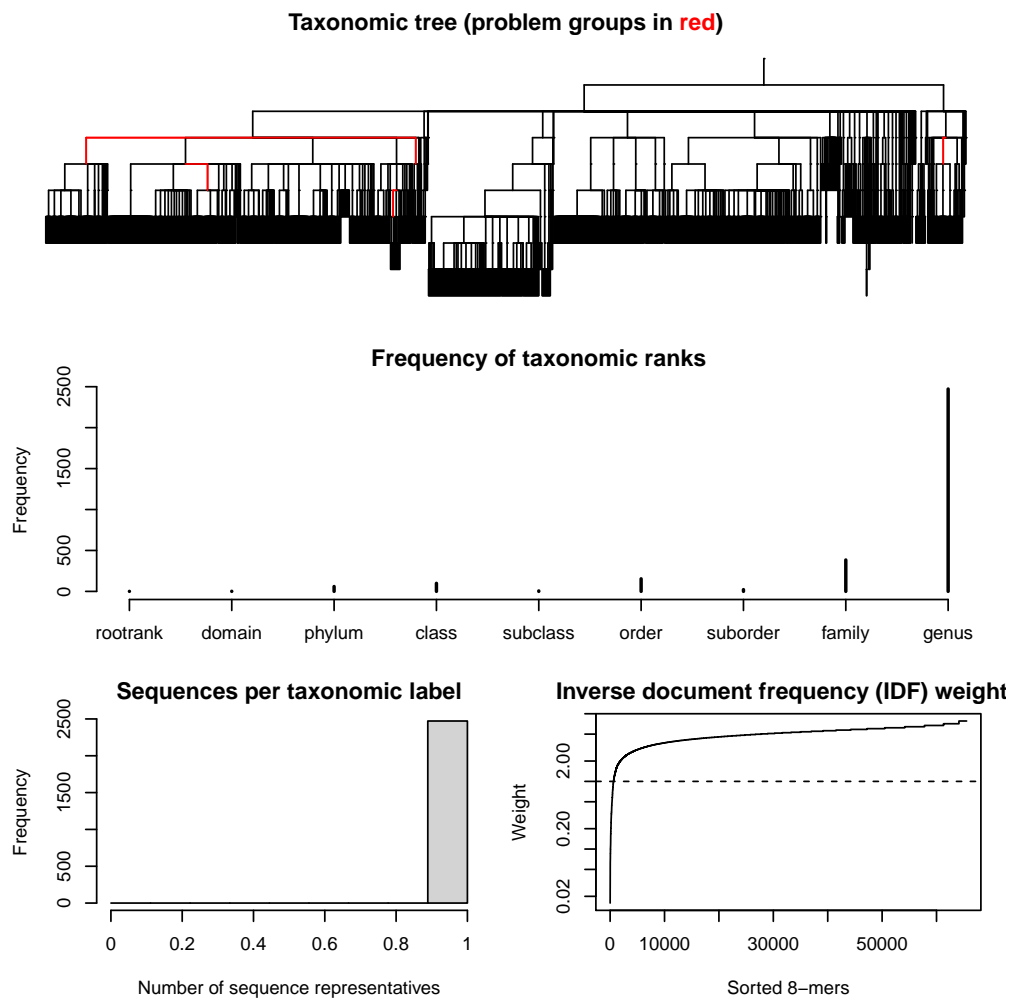 Taxonomic tree (problem groups in red)
Frequency of taxonomic ranks
Frequency
2500
1500
500
0
rootrank domain phylum class subclass order suborder family genus
Sequences per taxonomic label
Frequency
2500
1500
500
0
0 0.2 0.4 0.6 0.8 1
Number of sequence representatives
Inverse document frequency (IDF) weight
Weight
2.00
0.20
0.02
0 10000 30000 50000
Sorted 8−mers